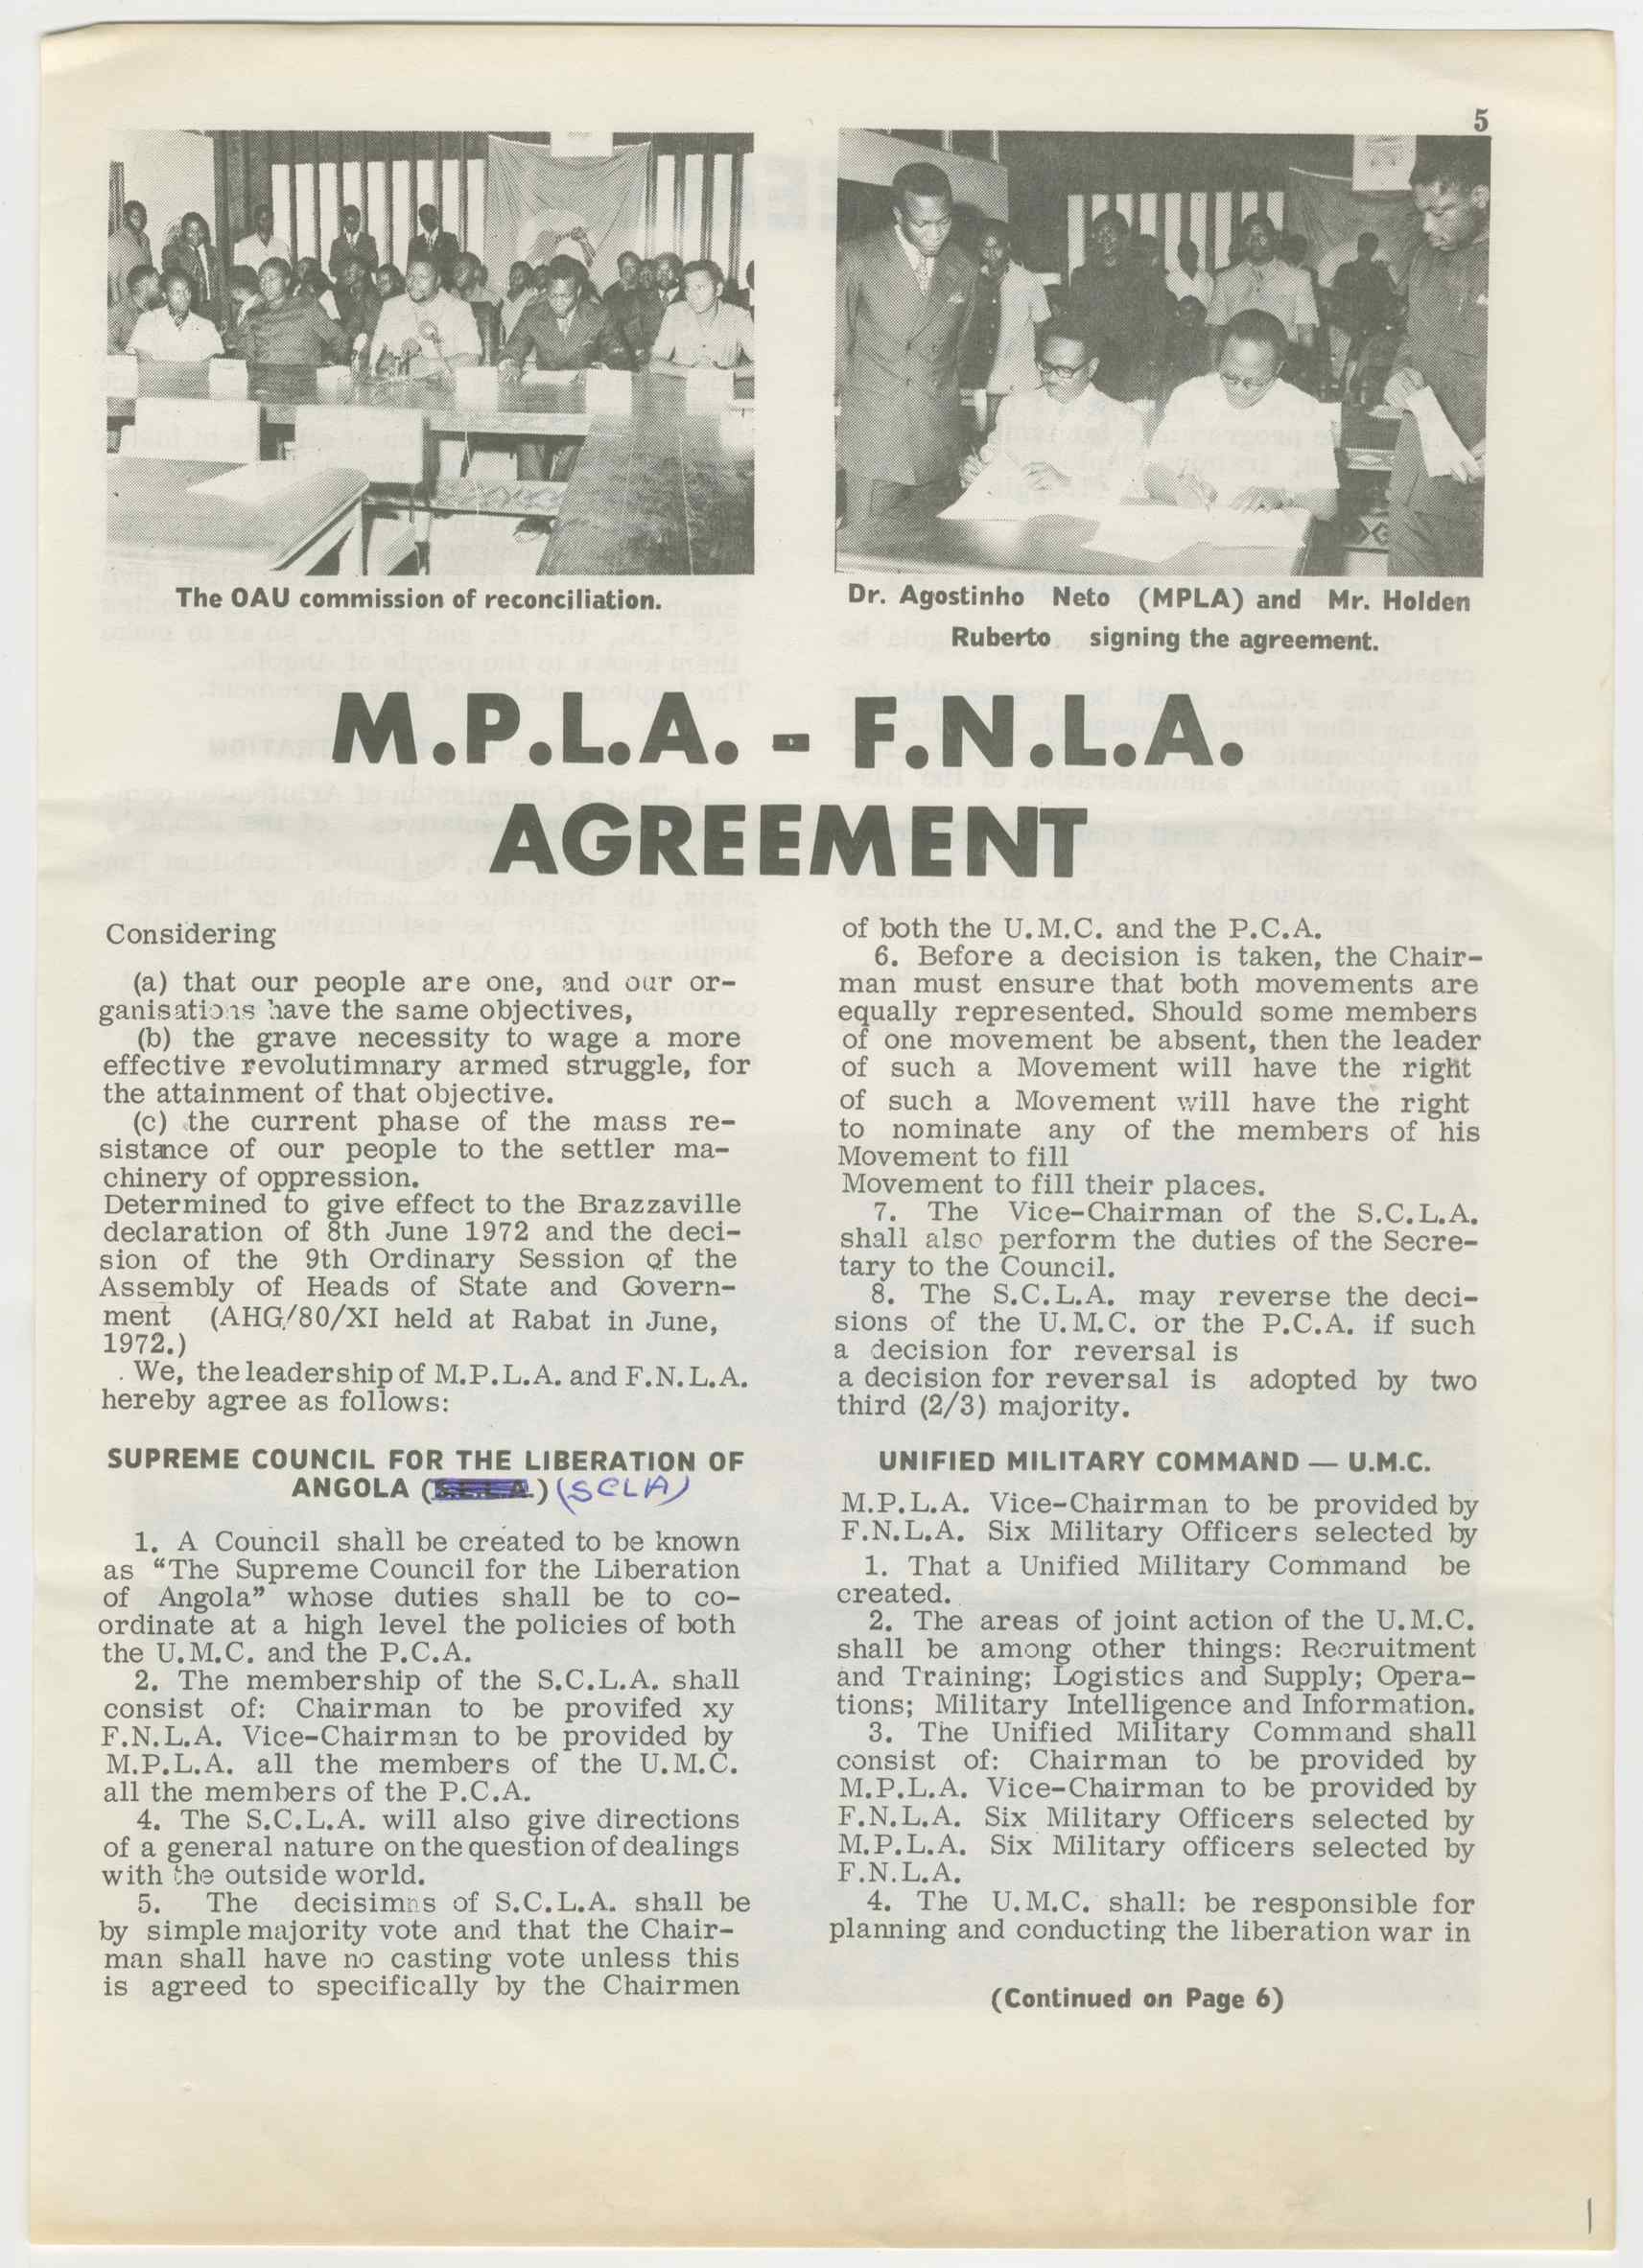 5
The OAU commission of reconciliation.
Dr. Agostinho Neto (MPLA) and Mr. Holden
Ruberto signing the agreement.
M.P.L.A. - F.N.L.A.
AGREEMENT
Considering
(a) that our people are one, and our or-
ganisations have the same objectives,
(b) the grave necessity to wage a more
effective revolutimnary armed struggle, for
the attainment of that objective.
(c) the current phase of the mass re-
sistance of our people to the settler ma-
chinery of oppression.
Determined to give effect to the Brazzaville
declaration of 8th June 1972 and the deci-
sion of the 9th Ordinary Session of the
Assembly of Heads of State and Govern-
ment (AHG/80/XI held at Rabat in June,
1972.)
We, the leadership of M.P.L.A. and F.N.L.A.
hereby agree as follows:
SUPREME COUNCIL FOR THE LIBERATION OF
ANGOLA (S.L.L.A.) (SCLA)
1. A Council shall be created to be known
as “The Supreme Council for the Liberation
of Angola” whose duties shall be to co-
ordinate at a high level the policies of both
the U.M.C. and the P.C.A.
2. The membership of the S.C.L.A. shall
consist of: Chairman to be provifed xy
F.N.L.A. Vice-Chairman to be provided by
M.P.L.A. all the members of the U.M.C.
all the members of the P.C.A.
4. The S.C.L.A. will also give directions
of a general nature on the question of dealings
with the outside world.
5. The decisimns of S.C.L.A. shall be
by simple majority vote and that the Chair-
man shall have no casting vote unless this
is agreed to specifically by the Chairmen
of both the U.M.C. and the P.C.A.
6. Before a decision is taken, the Chair-
man must ensure that both movements are
equally represented. Should some members
of one movement be absent, then the leader
of such a Movement will have the right
of such a Movement will have the right
to nominate any of the members of his
Movement to fill
Movement to fill their places.
7. The Vice-Chairman of the S.C.L.A.
shall also perform the duties of the Secre-
tary to the Council.
8. The S.C.L.A. may reverse the deci-
sions of the U.M.C. or the P.C.A. if such
a decision for reversal is
a decision for reversal is adopted by two
third (2/3) majority.
UNIFIED MILITARY COMMAND — U.M.C.
M.P.L.A. Vice-Chairman to be provided by
F.N.L.A. Six Military Officers selected by
1. That a Unified Military Command be
created.
2. The areas of joint action of the U.M.C.
shall be among other things: Recruitment
and Training; Logistics and Supply; Opera-
tions; Military Intelligence and Information.
3. The Unified Military Command shall
consist of: Chairman to be provided by
M.P.L.A. Vice-Chairman to be provided by
F.N.L.A. Six Military Officers selected by
M.P.L.A. Six Military officers selected by
F.N.L.A.
4. The U.M.C. shall: be responsible for
planning and conducting the liberation war in
(Continued on Page 6)